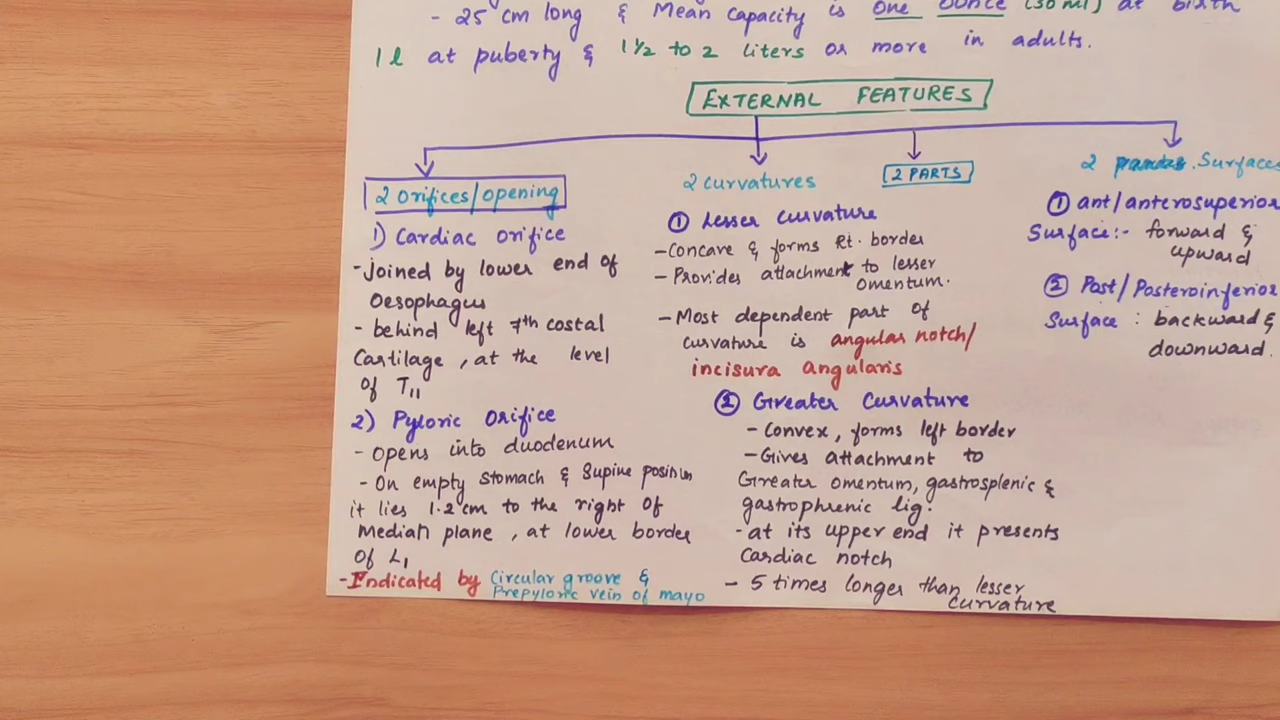 - 25 cm long & Mean Capacity is one ounce (30 ml) at birth
1 l at puberty & 1 1/2 to 2 liters or more in adults.
EXTERNAL FEATURES
2 Orifices/opening
1) Cardiac orifice
- Joined by lower end of
Oesophagus
- behind left 7th costal
Cartilage, at the level
of T11
2) Pyloric Orifice
- Opens into duodenum
- On empty stomach & Supine position
it lies 1.2 cm to the right of
Median plane, at lower border
of L1
- Indicated by Circular groove &
Prepyloric vein of mayo
2 curvatures
① Lesser curvature
- Concave & forms Rt. border
- Provides attachment to lesser
omentum.
- Most dependent part of
curvature is angular notch/
incisura angularis
② Greater Curvature
- Convex, forms left border
- Gives attachment to
Greater omentum, gastrosplenic &
gastrophrenic lig.
- at its upper end it presents
Cardiac notch
- 5 times longer than lesser
curvature
2 PARTS
2 Surfaces
① ant/anterosuperior
Surface:- forward &
upward
② Post/Posteroinferior
Surface : backward &
downward.